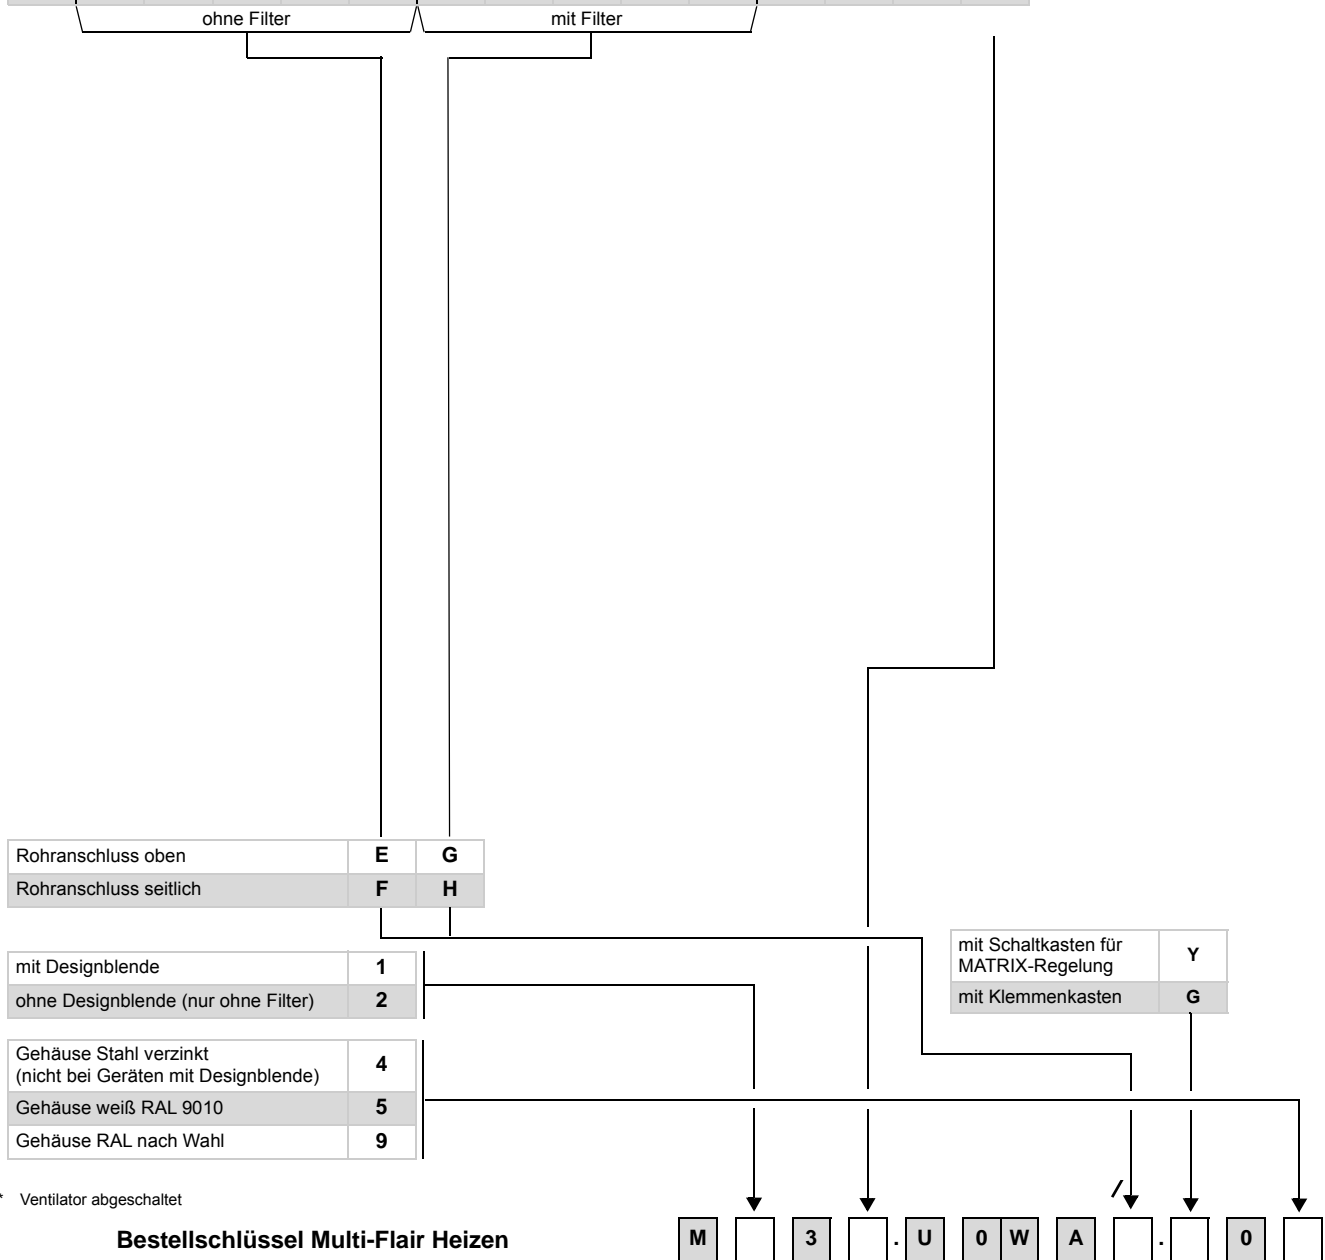 ohne Filter mit Filter
Rohranschluss oben E G
Rohranschluss seitlich F H
mit Designblende 1
ohne Designblende (nur ohne Filter) 2
mit Schaltkasten für
MATRIX-Regelung Y
mit Klemmenkasten G
Gehäuse Stahl verzinkt
(nicht bei Geräten mit Designblende) 4
Gehäuse weiß RAL 9010 5
Gehäuse RAL nach Wahl 9
* Ventilator abgeschaltet
/
Bestellschlüssel Multi-Flair Heizen M 3 . U 0 W A . 0